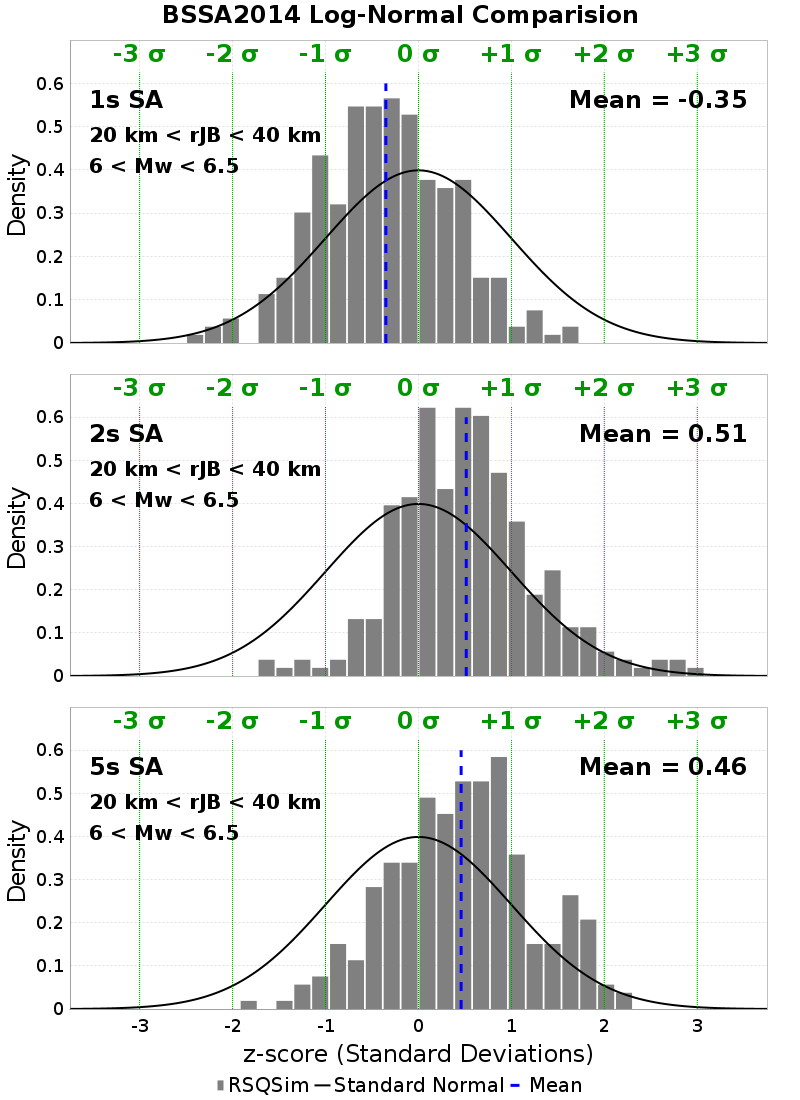 BSSA2014 Log-Normal Comparision
-3 σ -2 σ -1 σ 0 σ +1 σ +2 σ +3 σ
1s SA Mean = -0.35
20 km < rJB < 40 km
6 < Mw < 6.5
Density
0.6
0.5
0.4
0.3
0.2
0.1
0
-3 σ -2 σ -1 σ 0 σ +1 σ +2 σ +3 σ
2s SA Mean = 0.51
20 km < rJB < 40 km
6 < Mw < 6.5
Density
0.6
0.5
0.4
0.3
0.2
0.1
0
-3 σ -2 σ -1 σ 0 σ +1 σ +2 σ +3 σ
5s SA Mean = 0.46
20 km < rJB < 40 km
6 < Mw < 6.5
Density
0.6
0.5
0.4
0.3
0.2
0.1
0
-3 -2 -1 0 1 2 3
z-score (Standard Deviations)
RSQSim Standard Normal Mean